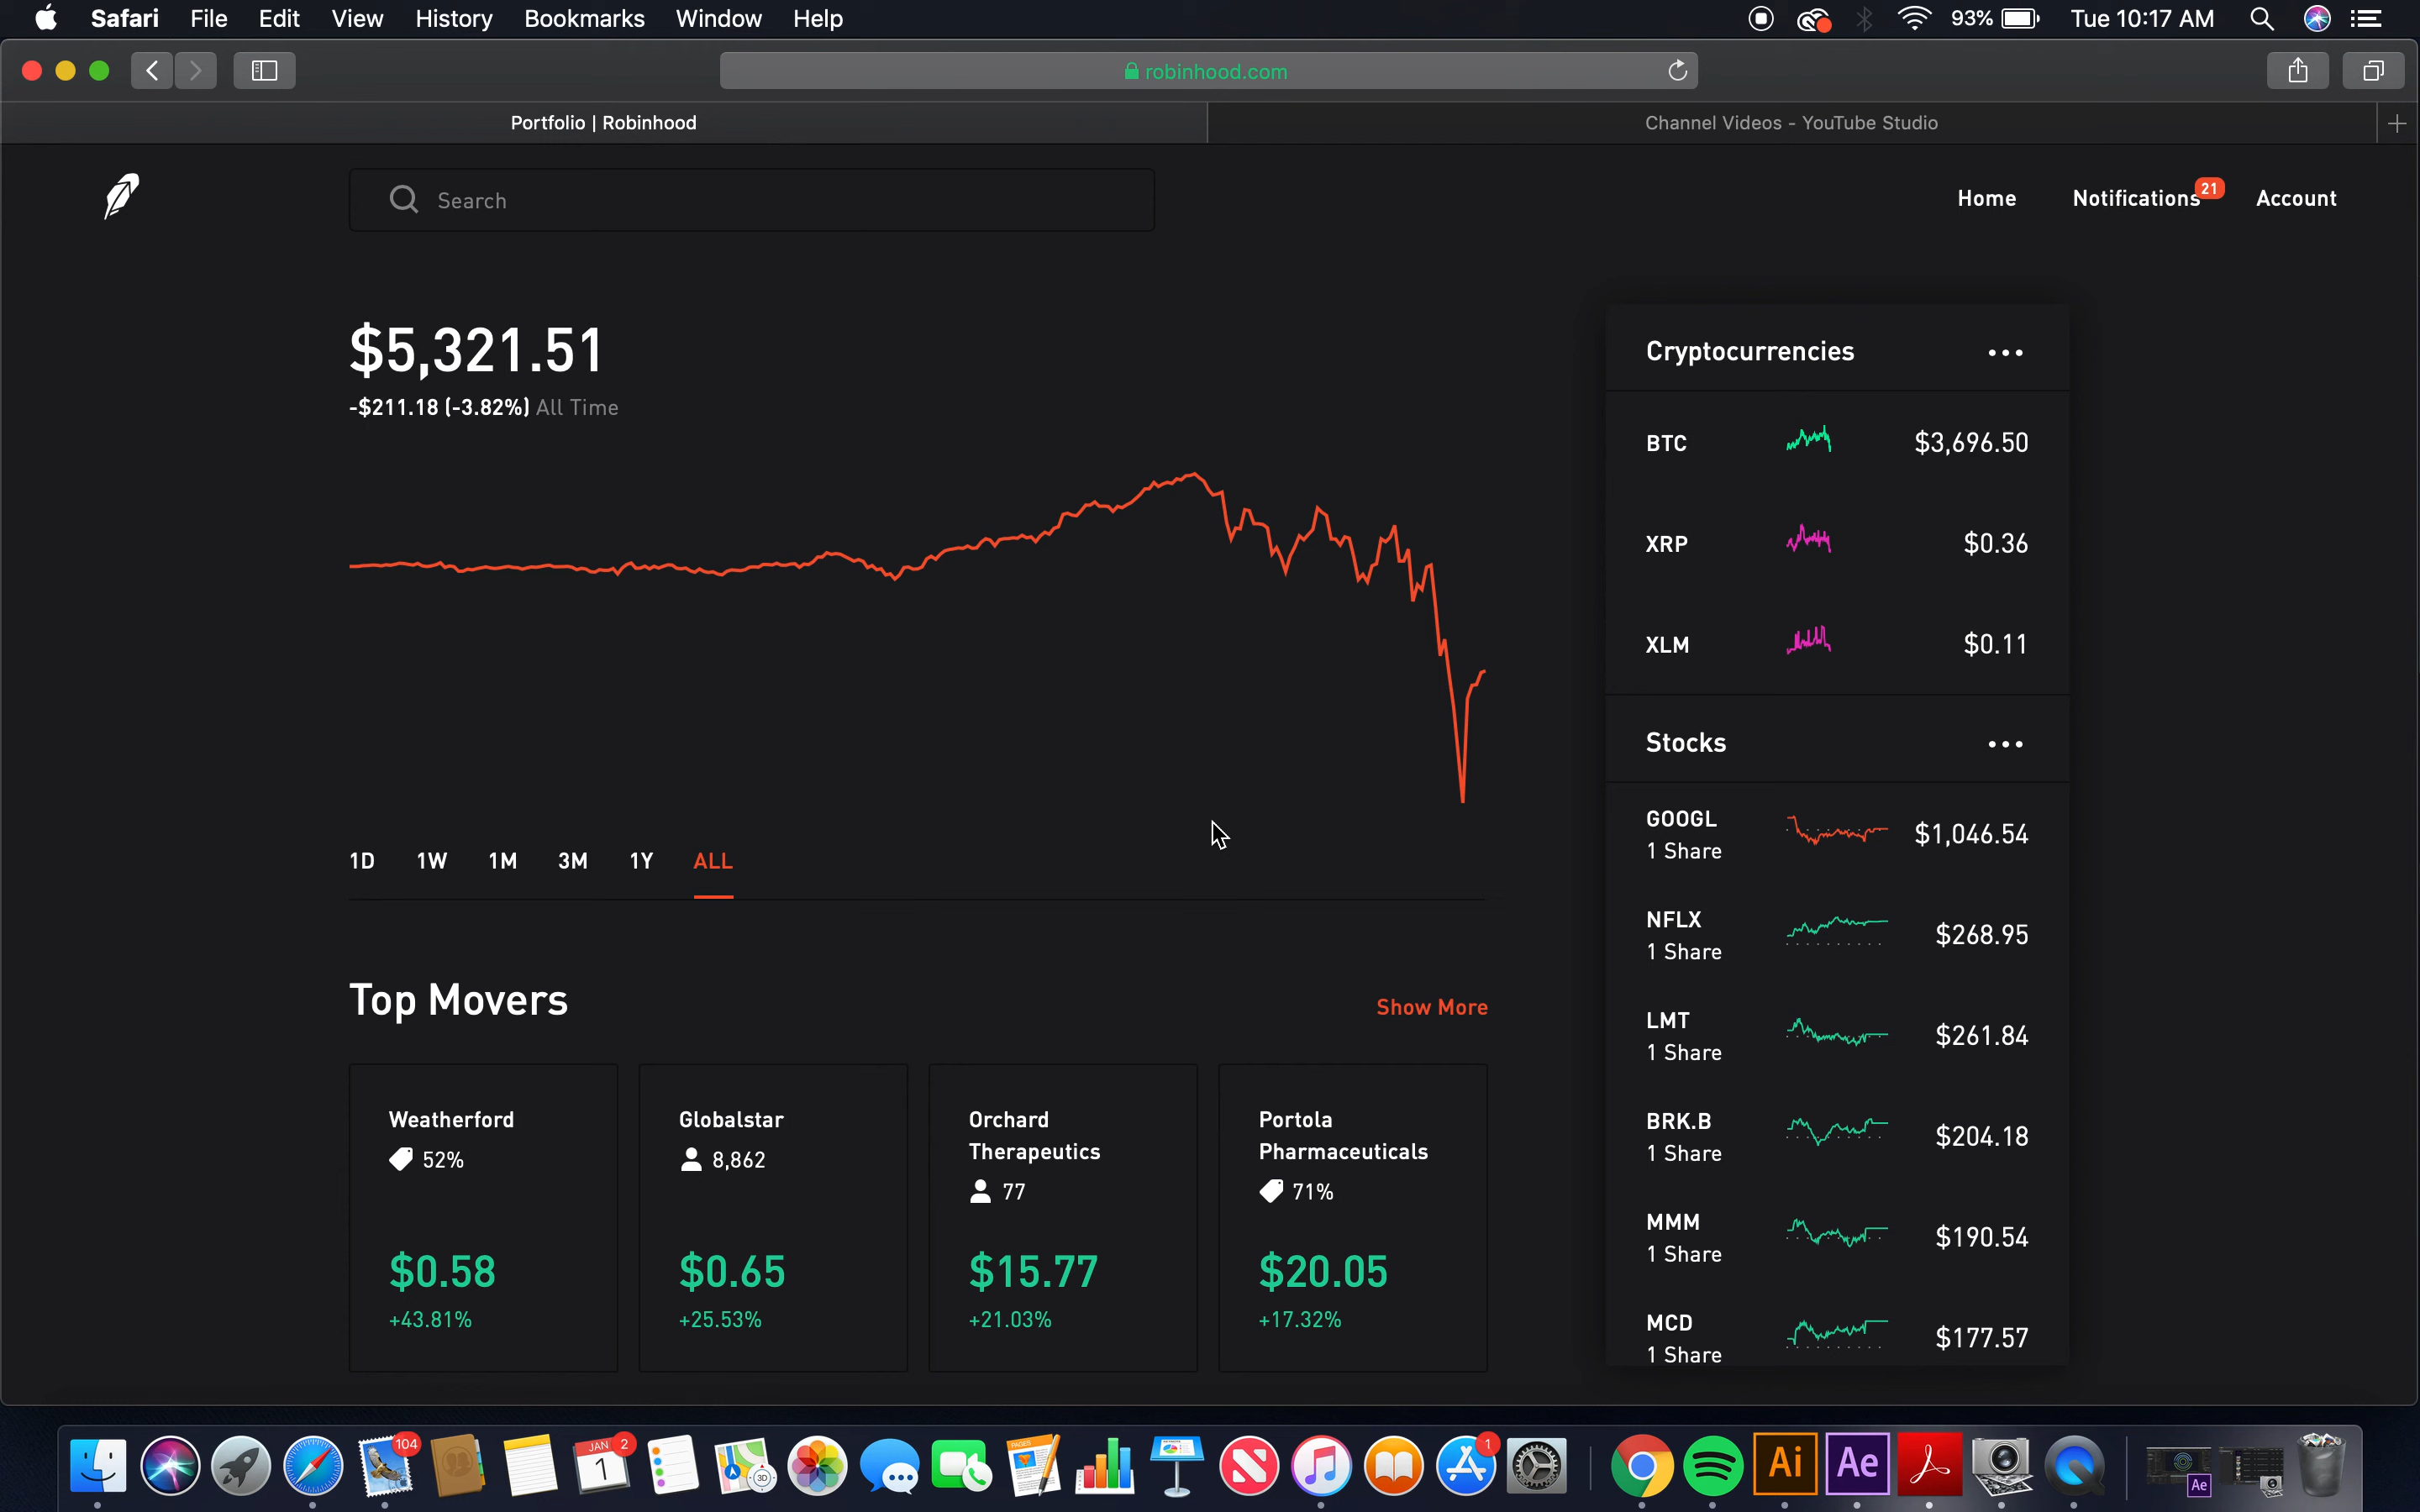 Safari File Edit View History Bookmarks Window Help 93% Tue 10:17 AM
robinhood.com
Portfolio | Robinhood Channel Videos - YouTube Studio
Search Home Notifications 21 Account
$5,321.51
-$211.18 (-3.82%) All Time
1D 1W 1M 3M 1Y ALL
Top Movers Show More
Weatherford
52%
$0.58
+43.81%
Globalstar
8,862
$0.65
+25.53%
Orchard
Therapeutics
77
$15.77
+21.03%
Portola
Pharmaceuticals
71%
$20.05
+17.32%
Cryptocurrencies
BTC $3,696.50
XRP $0.36
XLM $0.11
Stocks
GOOGL $1,046.54
1 Share
NFLX $268.95
1 Share
LMT $261.84
1 Share
BRK.B $204.18
1 Share
MMM $190.54
1 Share
MCD $177.57
1 Share
104 JAN 2 1 3D PAGES 1 Ai Ae Ae